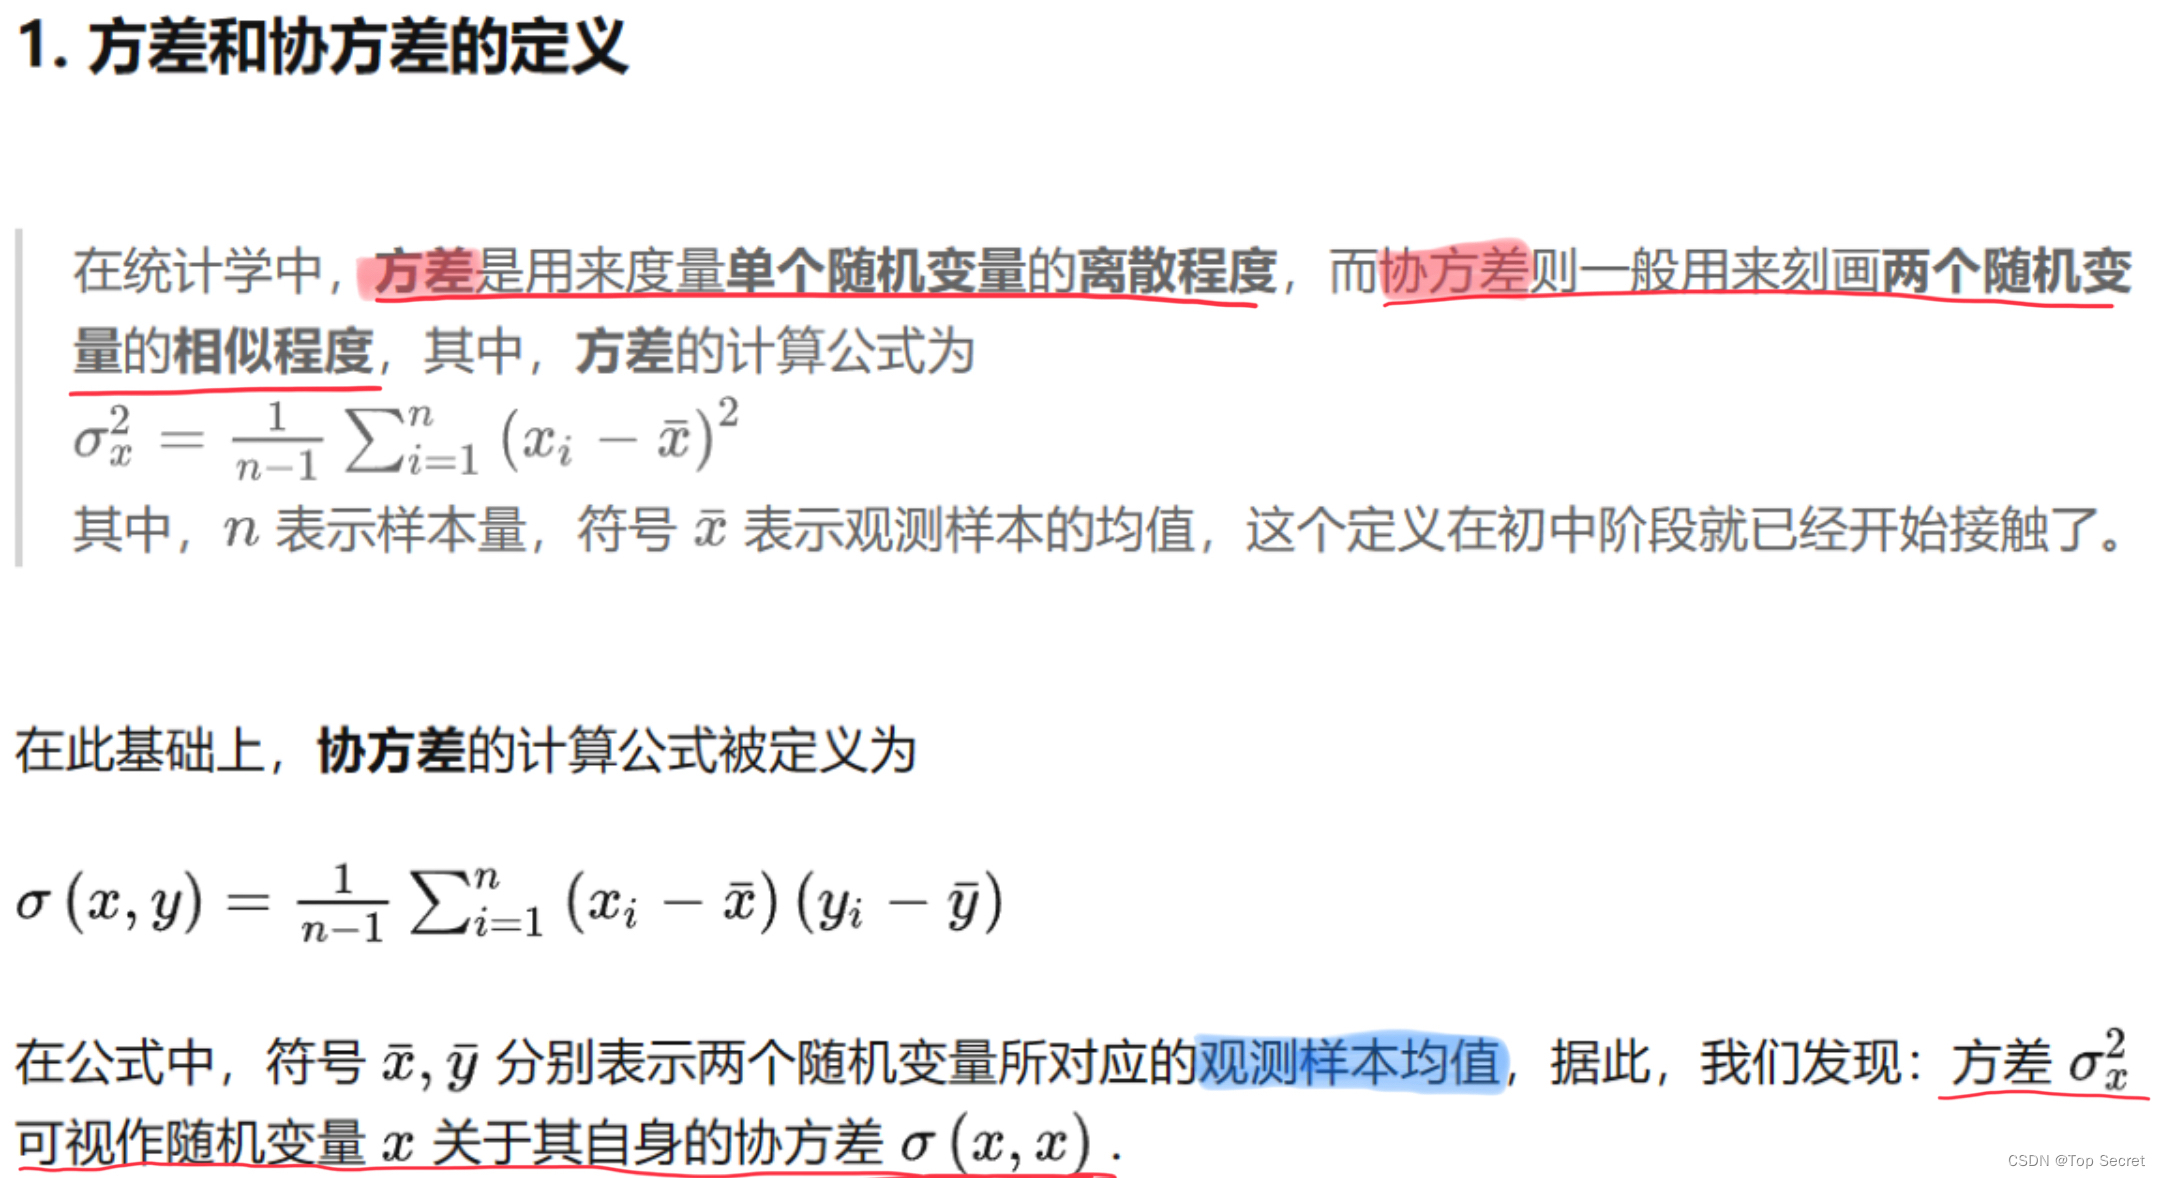 1. 方差和协方差的定义
在统计学中，方差是用来度量单个随机变量的离散程度，而协方差则一般用来刻画两个随机变
量的相似程度，其中，方差的计算公式为
$\sigma_x^2 = \frac{1}{n-1} \sum_{i=1}^{n} (x_i - \bar{x})^2$
其中，$n$ 表示样本量，符号 $\bar{x}$ 表示观测样本的均值，这个定义在初中阶段就已经开始接触了。
在此基础上，协方差的计算公式被定义为
$\sigma(x, y) = \frac{1}{n-1} \sum_{i=1}^{n} (x_i - \bar{x})(y_i - \bar{y})$
在公式中，符号 $\bar{x}, \bar{y}$ 分别表示两个随机变量所对应的观测样本均值，据此，我们发现：方差 $\sigma_x^2$
可视作随机变量 $x$ 关于其自身的协方差 $\sigma(x, x)$ .
CSDN @Top Secret